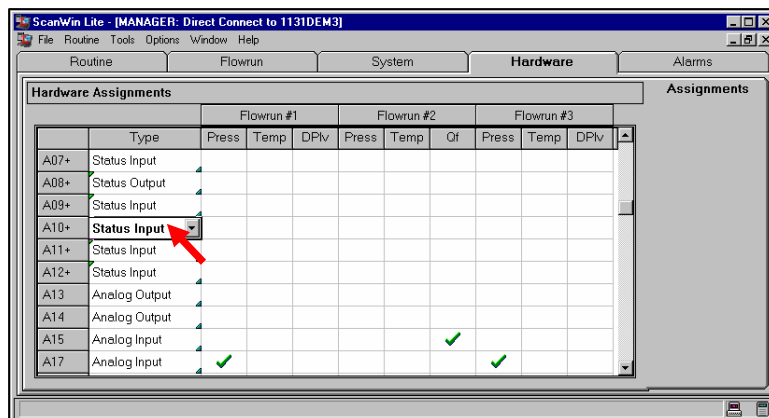 ScanWin Lite - [MANAGER: Direct Connect to 1131DEM3]
File Routine Tools Options Window Help
Routine Flowrun System Hardware Alarms
Hardware Assignments Assignments
Flowrun #1 Flowrun #2 Flowrun #3
Type Press Temp DPlv Press Temp Qf Press Temp DPlv
A07+ Status Input
A08+ Status Output
A09+ Status Input
A10+ Status Input
A11+ Status Input
A12+ Status Input
A13 Analog Output
A14 Analog Output
A15 Analog Input
A17 Analog Input